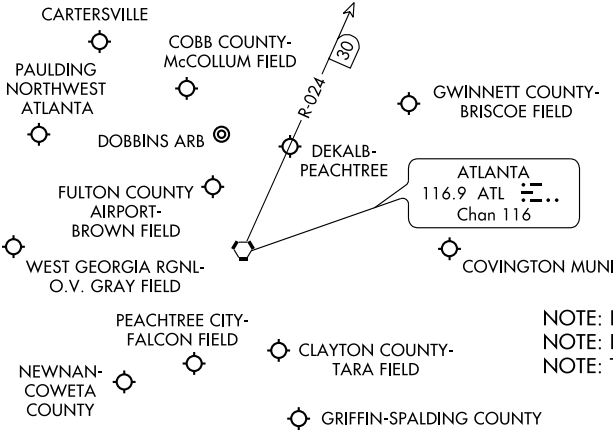 CARTERSVILLE
COBB COUNTY-
McCOLLUM FIELD
30
PAULDING
NORTHWEST
ATLANTA
R-024
GWINNETT COUNTY-
BRISCOE FIELD
DOBBINS ARB
DEKALB-
PEACHTREE
FULTON COUNTY
AIRPORT-
BROWN FIELD
ATLANTA
116.9 ATL
Chan 116
WEST GEORGIA RGNL-
O.V. GRAY FIELD
COVINGTON MUNI
PEACHTREE CITY-
FALCON FIELD
NOTE:
NOTE:
NOTE:
CLAYTON COUNTY-
TARA FIELD
NEWNAN-
COWETA
COUNTY
GRIFFIN-SPALDING COUNTY